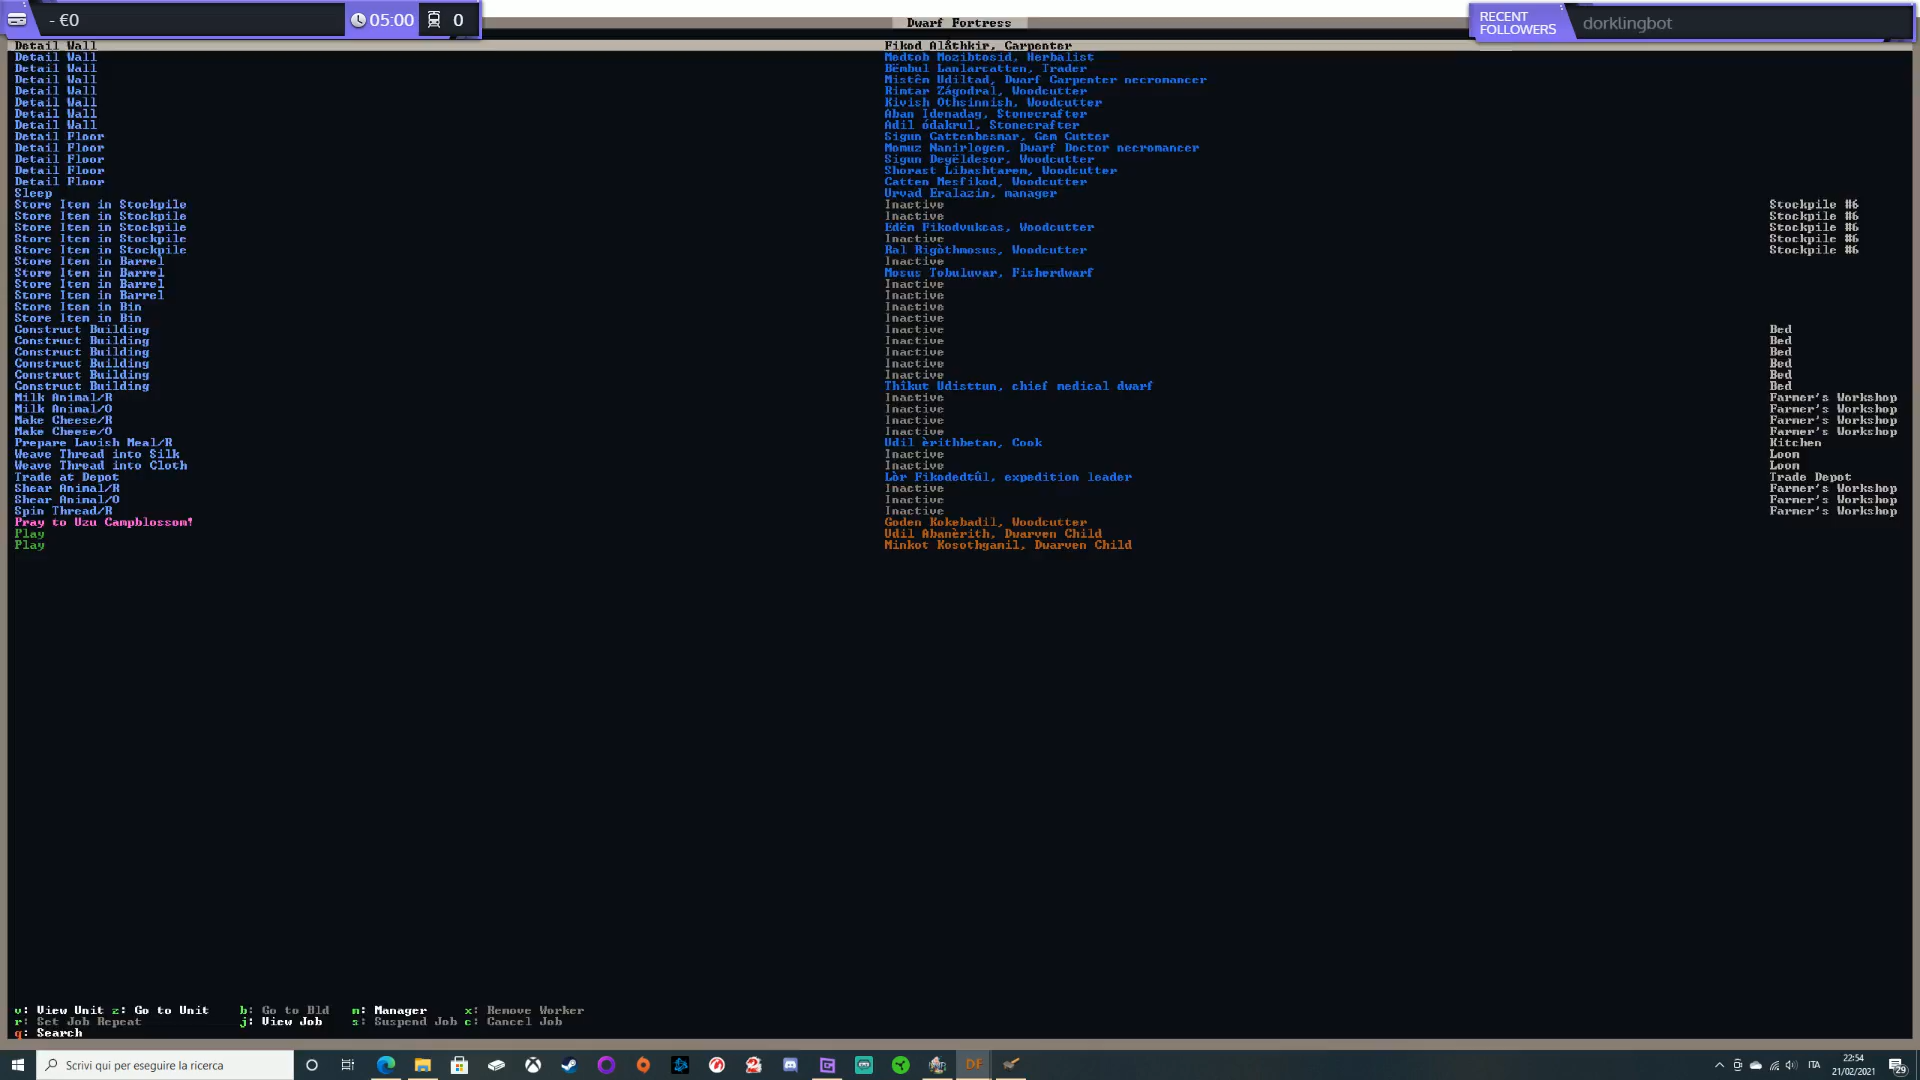 - €0
05:00
0
Dwarf Fortress
RECENT FOLLOWERS
dorklingbot
Detail Wall Fikod Alåthkir, Carpenter
Detail Wall Medtob Mozibtosid, Herbalist
Detail Wall Bëmbul Lanlarcatten, Trader
Detail Wall Mistêm Udiltad, Dwarf Carpenter necromancer
Detail Wall Rimtar Zágodral, Woodcutter
Detail Wall Kivish Othsinnish, Woodcutter
Detail Wall Aban Idenadag, Stonecrafter
Detail Wall Adil ódakrul, Stonecrafter
Detail Floor Sigun Cattenbesmar, Gem Cutter
Detail Floor Momuz Nanirlogem, Dwarf Doctor necromancer
Detail Floor Sigun Degëldesor, Woodcutter
Detail Floor Shorast Libashtarem, Woodcutter
Detail Floor Catten Mesfikod, Woodcutter
Sleep Urvad Eralazin, manager
Store Item in Stockpile Inactive Stockpile #6
Store Item in Stockpile Inactive Stockpile #6
Store Item in Stockpile Edëm Fikodvukcas, Woodcutter Stockpile #6
Store Item in Stockpile Inactive Stockpile #6
Store Item in Stockpile Ral Rigòthmosus, Woodcutter Stockpile #6
Store Item in Barrel Inactive
Store Item in Barrel Mosus Tobuluvar, Fisherdwarf
Store Item in Barrel Inactive
Store Item in Barrel Inactive
Store Item in Bin Inactive
Store Item in Bin Inactive
Construct Building Inactive Bed
Construct Building Inactive Bed
Construct Building Inactive Bed
Construct Building Inactive Bed
Construct Building Inactive Bed
Construct Building Thîkut Udisttun, chief medical dwarf Bed
Milk Animal/R Inactive Farmer's Workshop
Milk Animal/O Inactive Farmer's Workshop
Make Cheese/R Inactive Farmer's Workshop
Make Cheese/O Inactive Farmer's Workshop
Prepare Lavish Meal/R Udil èrithbetan, Cook Kitchen
Weave Thread into Silk Inactive Loom
Weave Thread into Cloth Inactive Loom
Trade at Depot Lòr Fikodedtûl, expedition leader Trade Depot
Shear Animal/R Inactive Farmer's Workshop
Shear Animal/O Inactive Farmer's Workshop
Spin Thread/R Inactive Farmer's Workshop
Pray to Uzu Campblossom! Goden Kokebadil, Woodcutter
Play Udil Abanèrith, Dwarven Child
Play Minkot Kosothgamil, Dwarven Child
v: View Unit z: Go to Unit b: Go to Bld m: Manager x: Remove Worker
r: Set Job Repeat j: View Job s: Suspend Job c: Cancel Job
q: Search
Scrivi qui per eseguire la ricerca
DF
ITA
22:54
21/02/2021
29